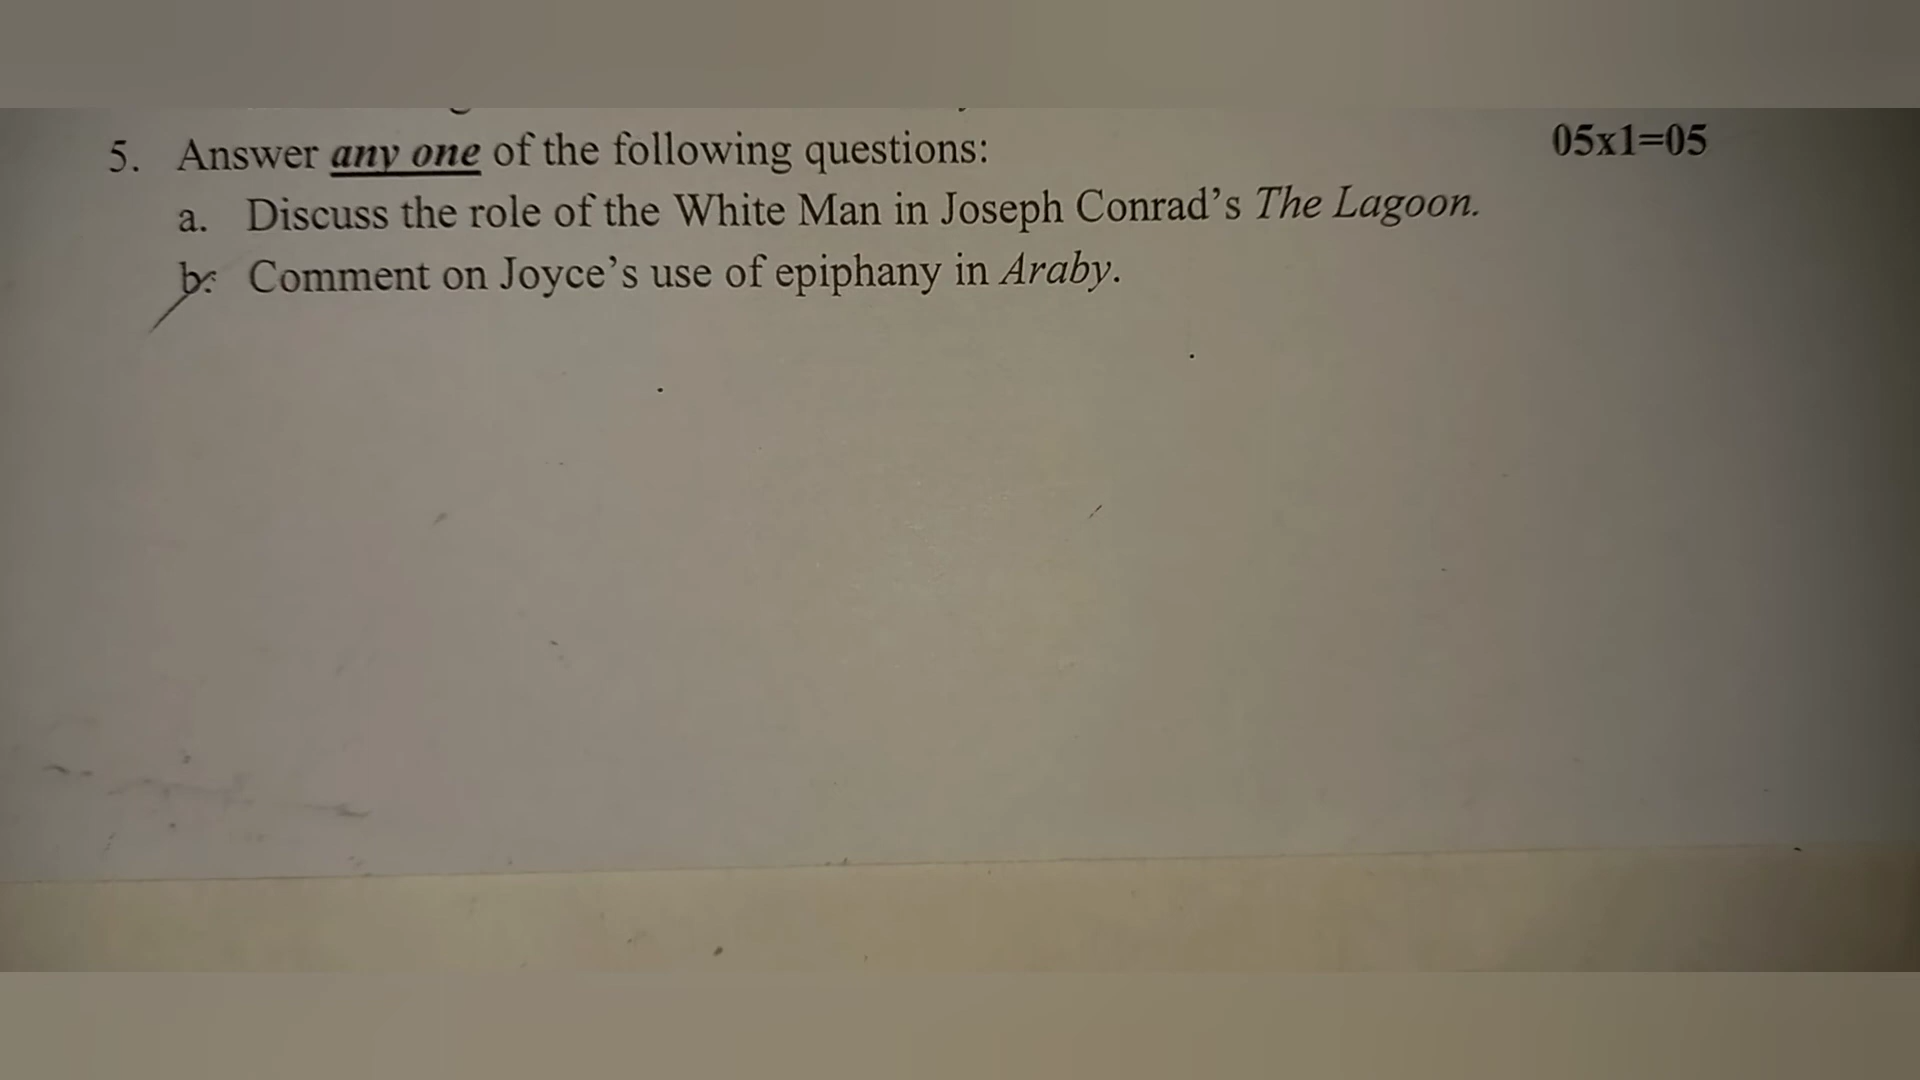 5. Answer any one of the following questions: 05x1=05
a. Discuss the role of the White Man in Joseph Conrad's The Lagoon.
b. Comment on Joyce's use of epiphany in Araby.